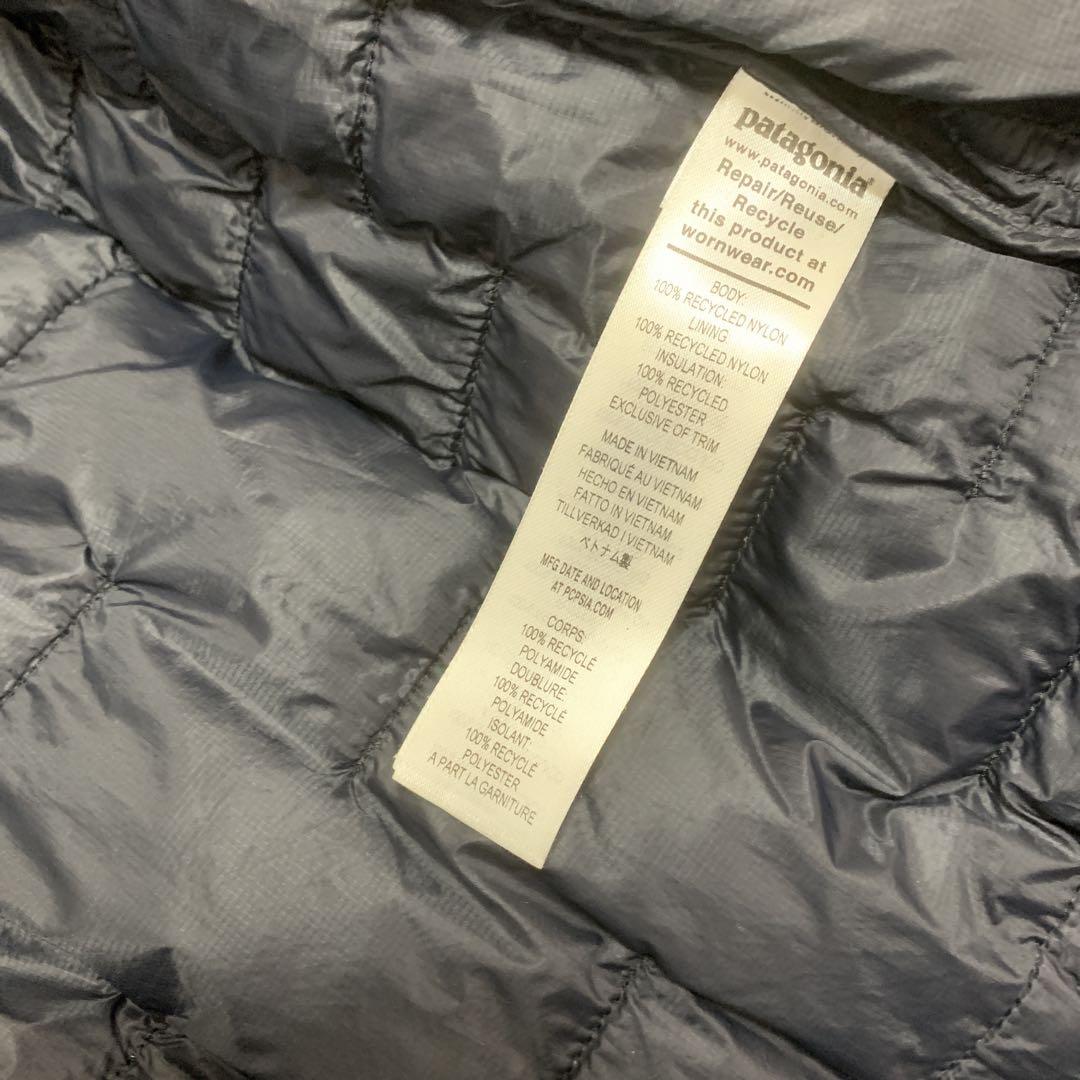 patagonia®
www.patagonia.com
Repair/Reuse/
Recycle
this product at
wornwear.com
BODY:
100% RECYCLED NYLON
LINING:
100% RECYCLED NYLON
INSULATION:
100% RECYCLED
POLYESTER
EXCLUSIVE OF TRIM
MADE IN VIETNAM
FABRIQUÉ AU VIETNAM
HECHO EN VIETNAM
FATTO IN VIETNAM
TILLVERKAD I VIETNAM
ベトナム製
MFG DATE AND LOCATION
AT PCPSIA.COM
CORPS:
100% RECYCLÉ
POLYAMIDE
DOUBLURE:
100% RECYCLÉ
POLYAMIDE
ISOLANT:
100% RECYCLÉ
POLYESTER
A PART LA GARNITURE